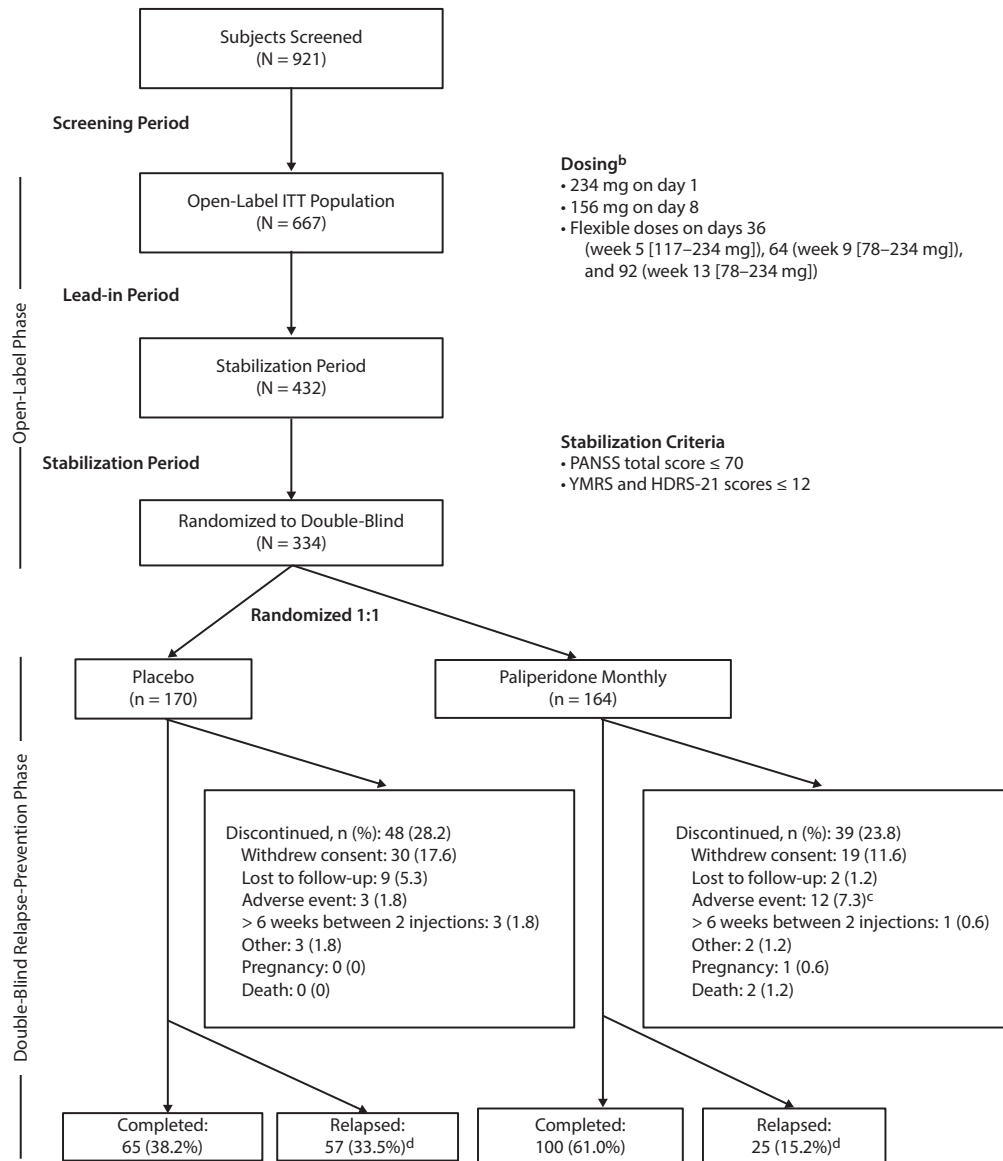 Subjects Screened
(N = 921)
Screening Period
Open-Label Phase
Open-Label ITT Population
(N = 667)
Dosingᵇ
• 234 mg on day 1
• 156 mg on day 8
• Flexible doses on days 36
(week 5 [117–234 mg]), 64 (week 9 [78–234 mg]),
and 92 (week 13 [78–234 mg])
Lead-in Period
Stabilization Period
(N = 432)
Stabilization Period
Stabilization Criteria
• PANSS total score ≤ 70
• YMRS and HDRS-21 scores ≤ 12
Randomized to Double-Blind
(N = 334)
Randomized 1:1
Double-Blind Relapse-Prevention Phase
Placebo
(n = 170)
Paliperidone Monthly
(n = 164)
Discontinued, n (%): 48 (28.2)
Withdrew consent: 30 (17.6)
Lost to follow-up: 9 (5.3)
Adverse event: 3 (1.8)
> 6 weeks between 2 injections: 3 (1.8)
Other: 3 (1.8)
Pregnancy: 0 (0)
Death: 0 (0)
Discontinued, n (%): 39 (23.8)
Withdrew consent: 19 (11.6)
Lost to follow-up: 2 (1.2)
Adverse event: 12 (7.3)ᶜ
> 6 weeks between 2 injections: 1 (0.6)
Other: 2 (1.2)
Pregnancy: 1 (0.6)
Death: 2 (1.2)
Completed:
65 (38.2%)
Relapsed:
57 (33.5%)ᵈ
Completed:
100 (61.0%)
Relapsed:
25 (15.2%)ᵈ